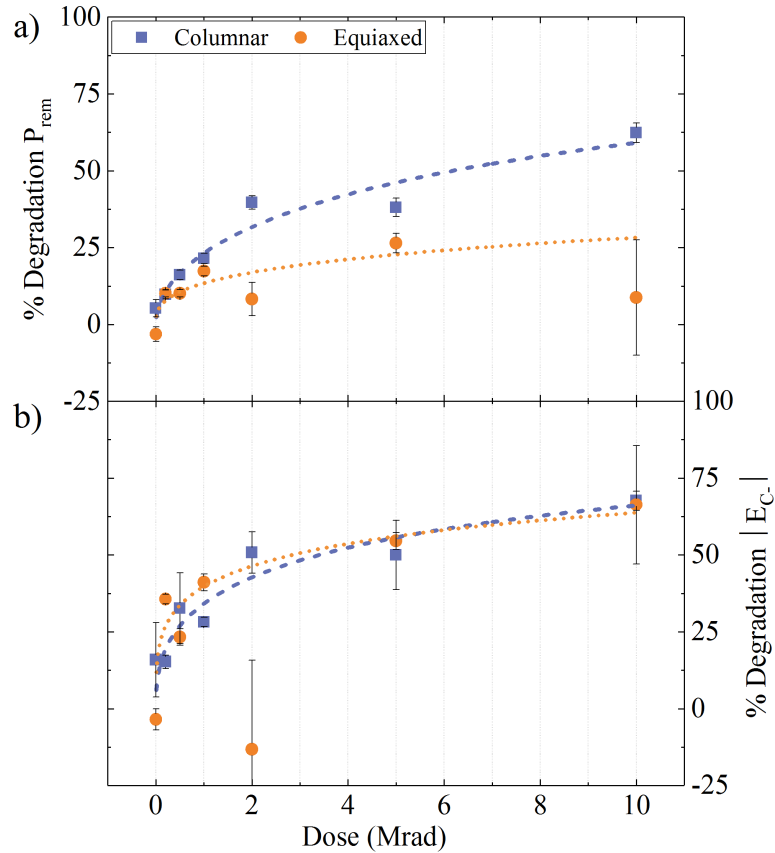 a)
100
75
50
25
0
-25
% Degradation P_rem
Columnar
Equiaxed
b)
100
75
50
25
0
-25
% Degradation |E_C-|
0 2 4 6 8 10
Dose (Mrad)